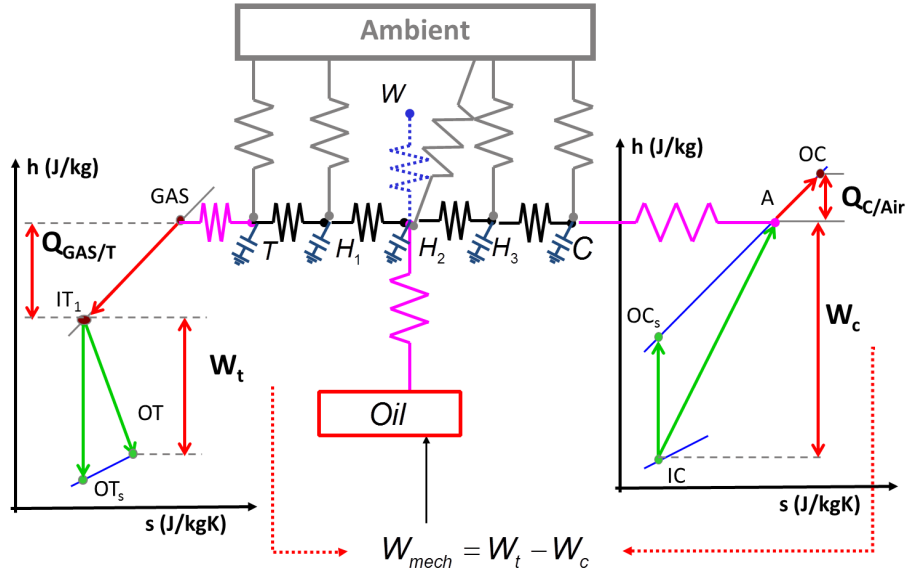 Ambient
W
h (J/kg)
GAS
Q_GAS/T
IT_1
W_t
OT
OT_s
s (J/kgK)
T
H_1
H_2
H_3
C
Oil
h (J/kg)
OC
A
Q_C/Air
OC_s
W_c
IC
s (J/kgK)
W_mech = W_t − W_c